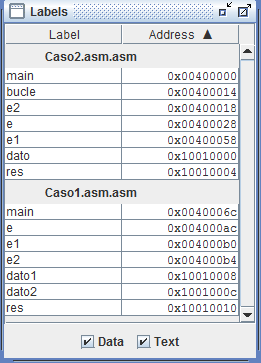 Labels
Label Address ▲
Caso2.asm.asm
main 0x00400000
bucle 0x00400014
e2 0x00400018
e 0x00400028
e1 0x00400058
dato 0x10010000
res 0x10010004
Caso1.asm.asm
main 0x0040006c
e 0x004000ac
e1 0x004000b0
e2 0x004000b4
dato1 0x10010008
dato2 0x1001000c
res 0x10010010
Data Text